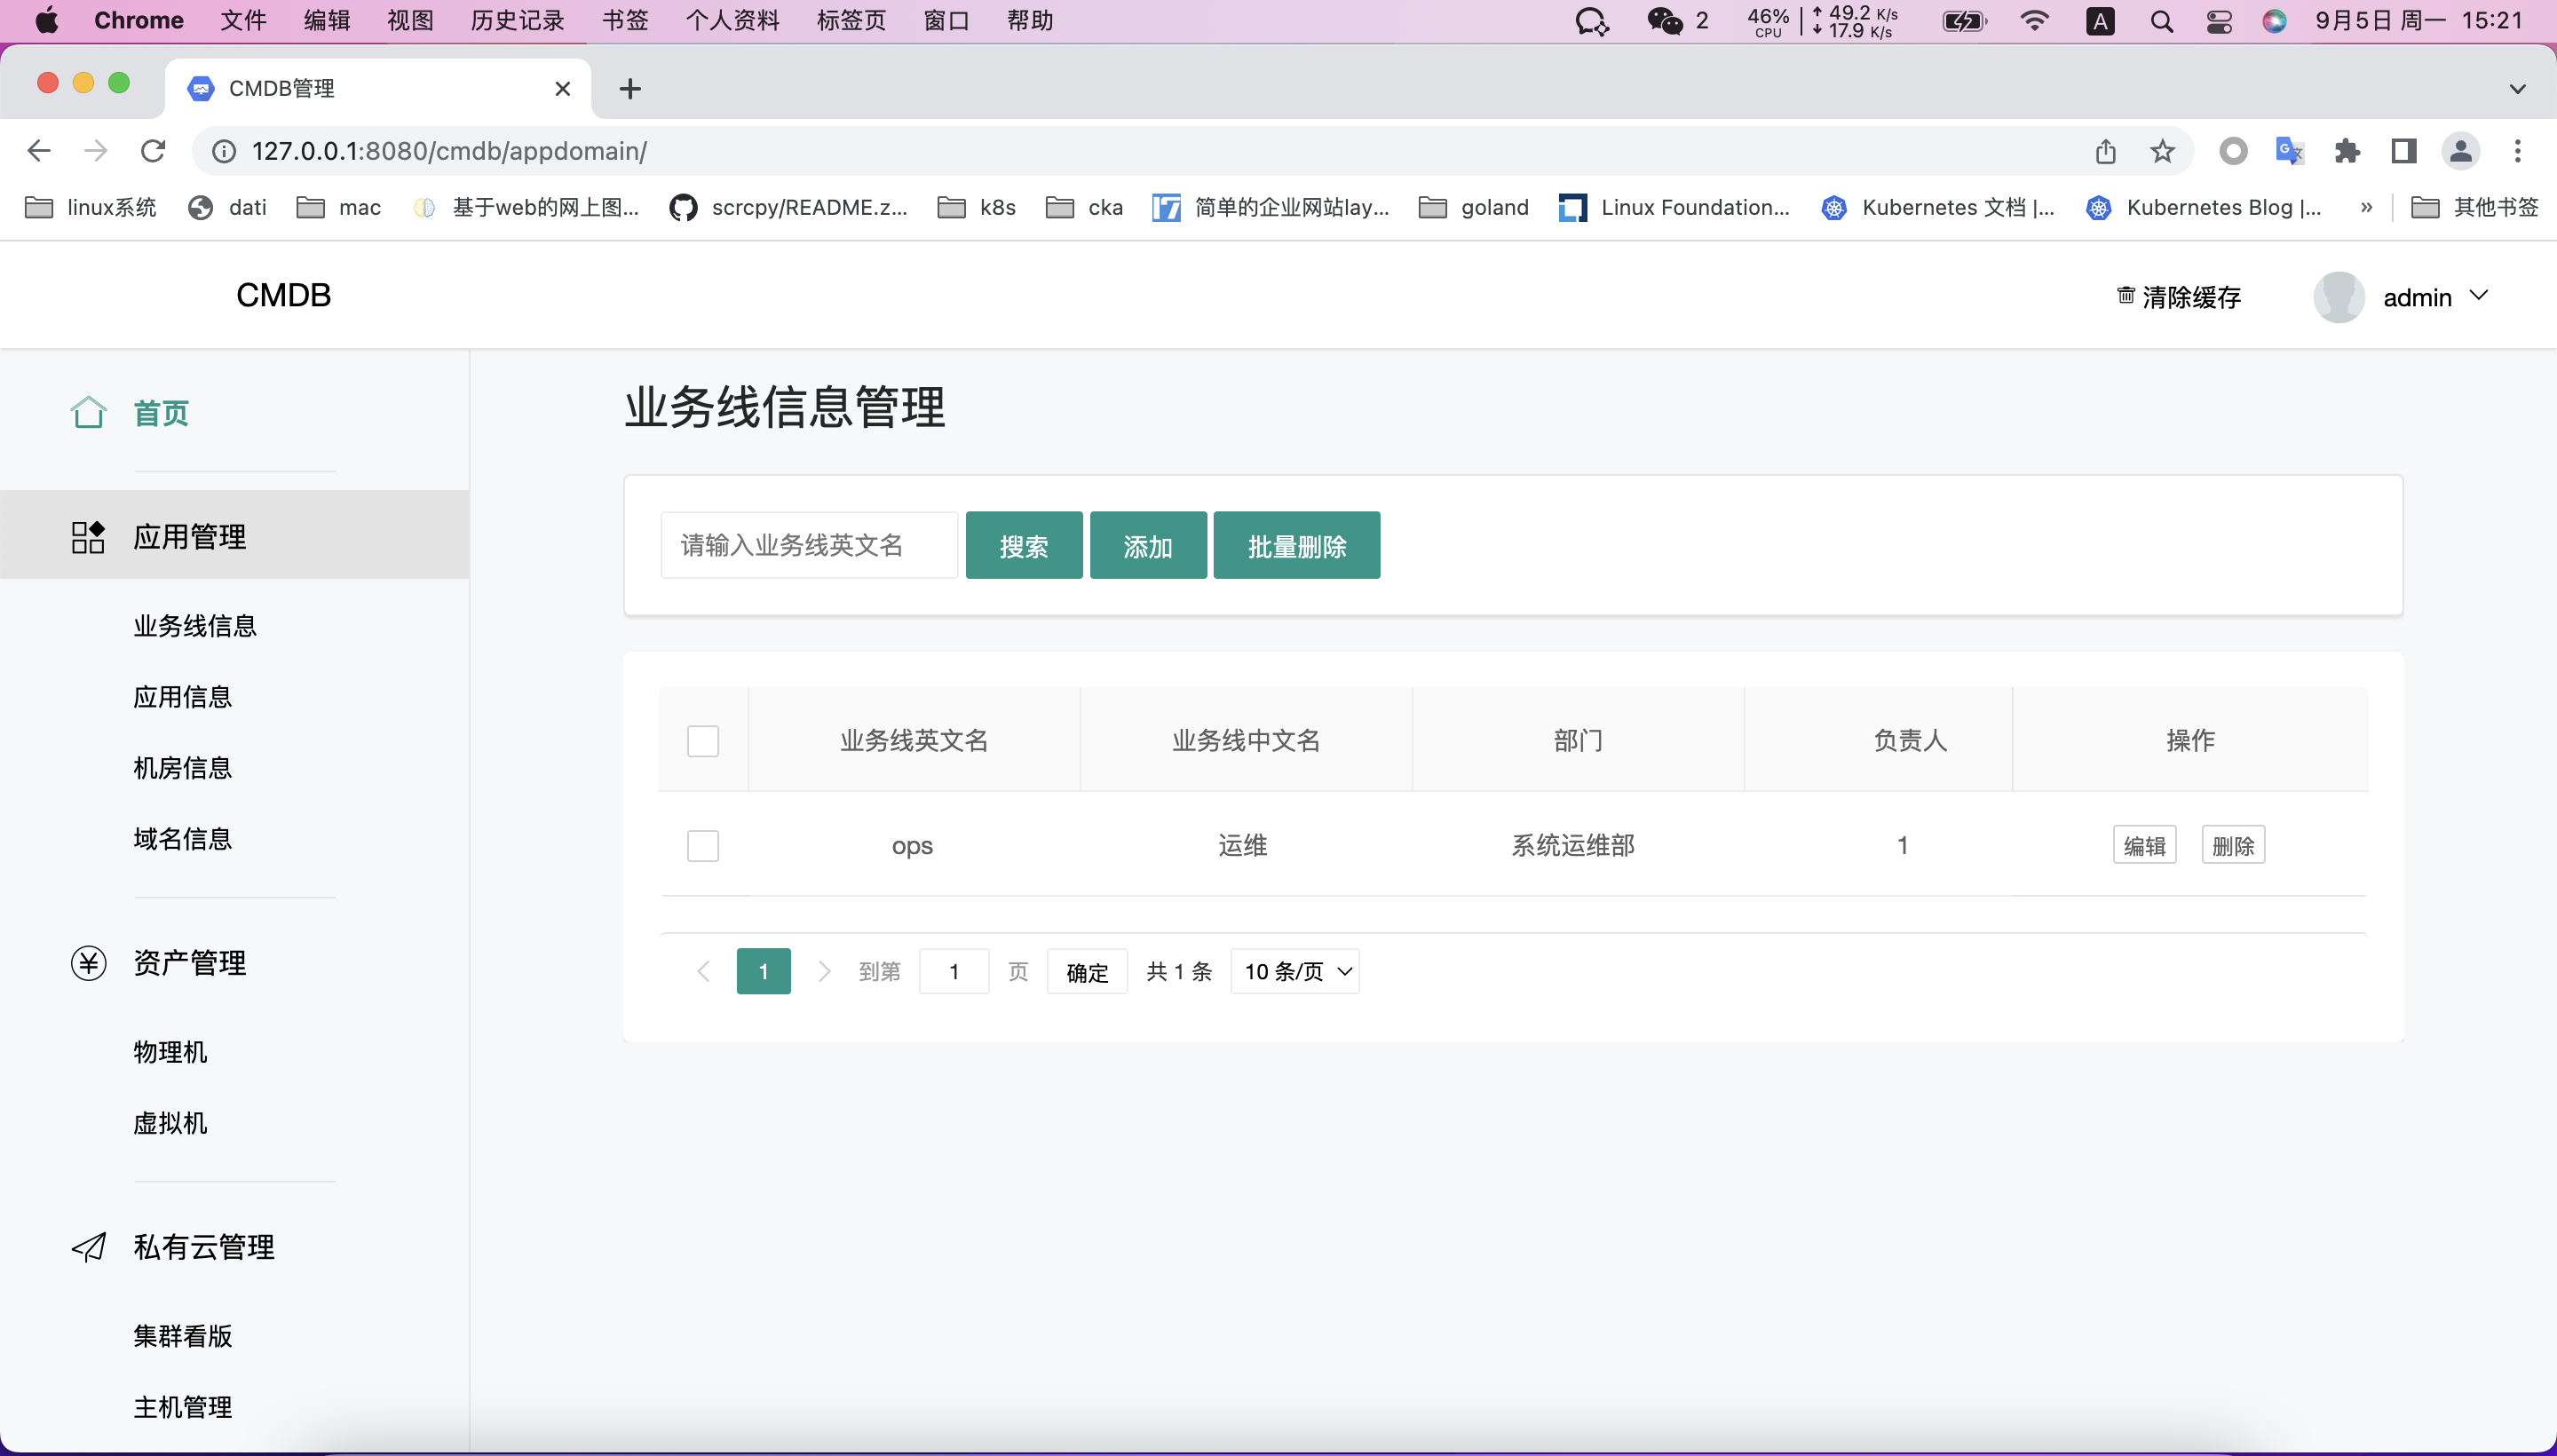 Chrome 文件 编辑 视图 历史记录 书签 个人资料 标签页 窗口 帮助 2 46% CPU 49.2 K/s 17.9 K/s A 9月5日 周一 15:21
CMDB管理
127.0.0.1:8080/cmdb/appdomain/
linux系统 dati mac 基于web的网上图... scrcpy/README.z... k8s cka 简单的企业网站lay... goland Linux Foundation... Kubernetes 文档 |... Kubernetes Blog |... » 其他书签
CMDB 清除缓存 admin
首页
应用管理
业务线信息
应用信息
机房信息
域名信息
资产管理
物理机
虚拟机
私有云管理
集群看版
主机管理
业务线信息管理
请输入业务线英文名 搜索 添加 批量删除
业务线英文名 业务线中文名 部门 负责人 操作
ops 运维 系统运维部 1 编辑 删除
1 到第 1 页 确定 共 1 条 10 条/页